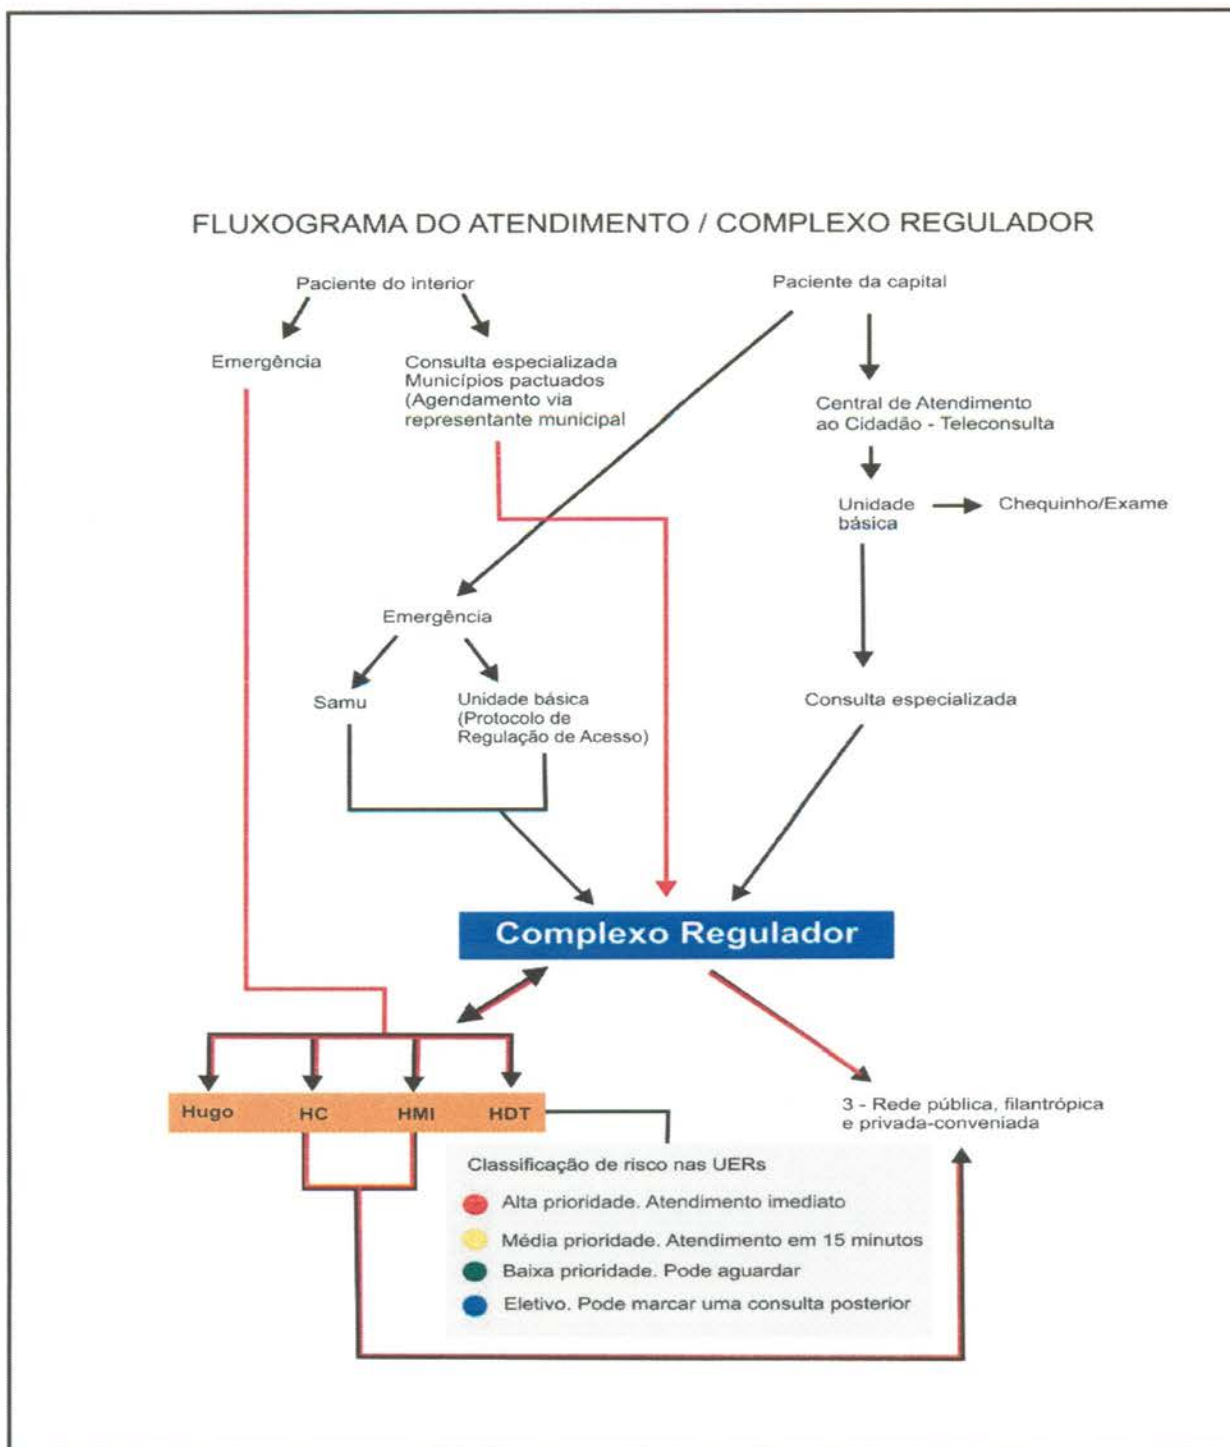 FLUXOGRAMA DO ATENDIMENTO / COMPLEXO REGULADOR
Paciente do interior
Paciente da capital
Emergência
Consulta especializada
Municípios pactuados
(Agendamento via
representante municipal
Central de Atendimento
ao Cidadão - Teleconsulta
Unidade
básica
Chequinho/Exame
Emergência
Samu
Unidade básica
(Protocolo de
Regulação de Acesso)
Consulta especializada
Complexo Regulador
Hugo
HC
HMI
HDT
3 - Rede pública, filantrópica
e privada-conveniada
Classificação de risco nas UERs
Alta prioridade. Atendimento imediato
Média prioridade. Atendimento em 15 minutos
Baixa prioridade. Pode aguardar
Eletivo. Pode marcar uma consulta posterior